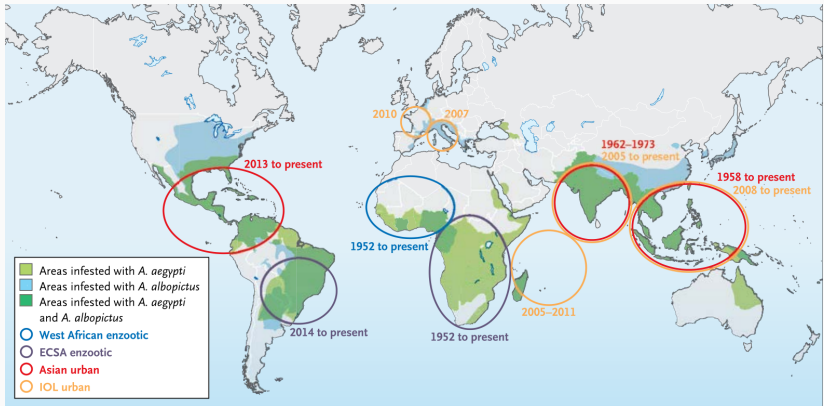 2010
2007
1962–1973
2005 to present
2013 to present
1958 to present
2008 to present
1952 to present
2005–2011
2014 to present
1952 to present
Areas infested with A. aegypti
Areas infested with A. albopictus
Areas infested with A. aegypti
and A. albopictus
West African enzootic
ECSA enzootic
Asian urban
IOL urban